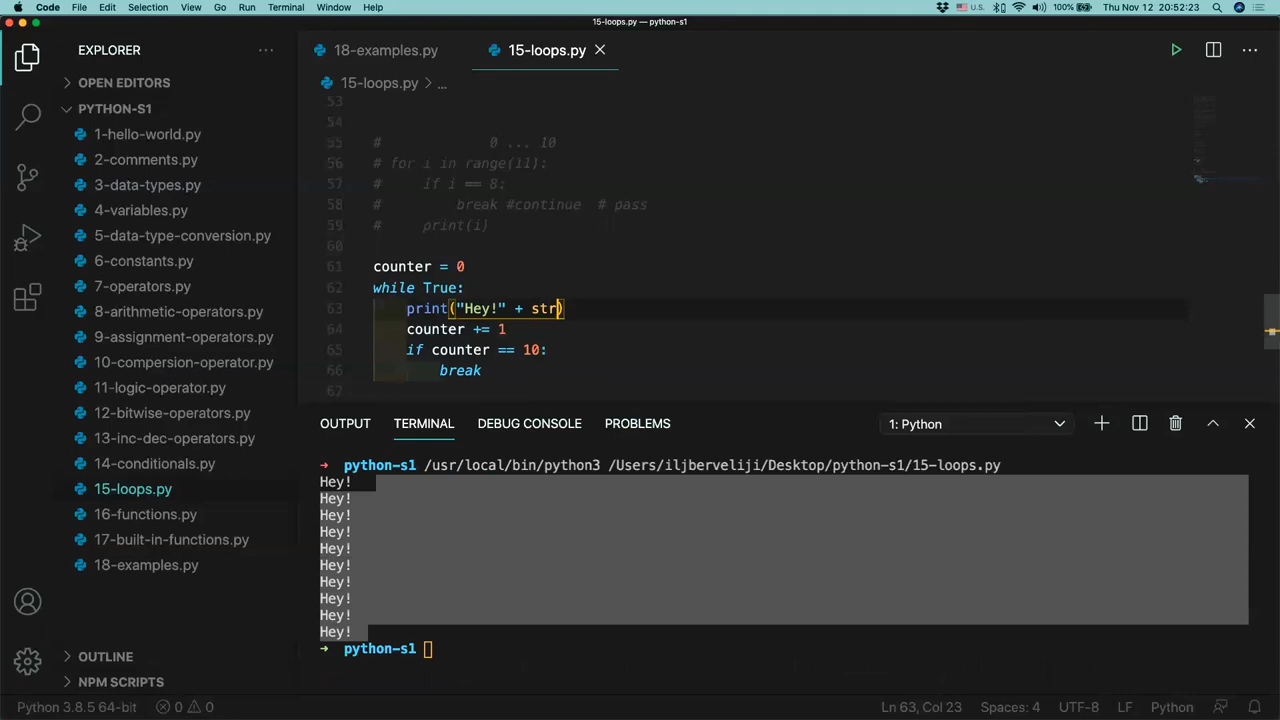 Code File Edit Selection View Go Run Terminal Window Help U.S. 100% Thu Nov 12 20:52:23
15-loops.py — python-s1
EXPLORER
18-examples.py 15-loops.py
15-loops.py > ...
OPEN EDITORS
PYTHON-S1
1-hello-world.py
2-comments.py
3-data-types.py
4-variables.py
5-data-type-conversion.py
6-constants.py
7-operators.py
8-arithmetic-operators.py
9-assignment-operators.py
10-compersion-operator.py
11-logic-operator.py
12-bitwise-operators.py
13-inc-dec-operators.py
14-conditionals.py
15-loops.py
16-functions.py
17-built-in-functions.py
18-examples.py
OUTLINE
NPM SCRIPTS
53
54
55 # 0 ... 10
56 # for i in range(11):
57 # if i == 8:
58 # break #continue # pass
59 # print(i)
60
61 counter = 0
62 while True:
63 print("Hey!" + str)
64 counter += 1
65 if counter == 10:
66 break
67
OUTPUT TERMINAL DEBUG CONSOLE PROBLEMS 1: Python
→ python-s1 /usr/local/bin/python3 /Users/iljberveliji/Desktop/python-s1/15-loops.py
Hey!
Hey!
Hey!
Hey!
Hey!
Hey!
Hey!
Hey!
Hey!
Hey!
→ python-s1
Python 3.8.5 64-bit 0 0 Ln 63, Col 23 Spaces: 4 UTF-8 LF Python